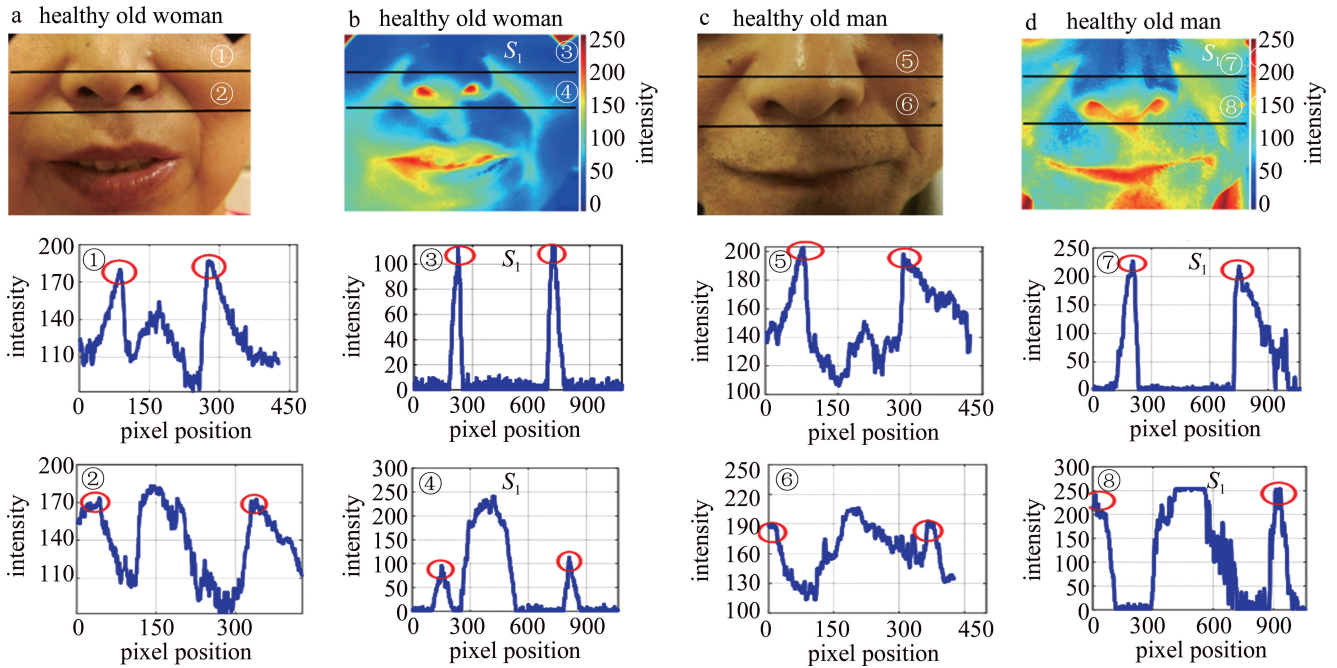 a healthy old woman
b healthy old woman
c healthy old man
d healthy old man
①
②
S1
③
④
250
200
150
100
50
0
intensity
⑤
⑥
S1
⑦
⑧
250
200
150
100
50
0
intensity
①
200
170
140
110
0 150 300 450
intensity
pixel position
③ S1
100
80
60
40
20
0
0 300 600 900
intensity
pixel position
⑤
200
180
160
140
120
100
0 150 300 450
intensity
pixel position
⑦ S1
250
200
150
100
50
0
0 300 600 900
intensity
pixel position
②
200
170
140
110
0 150 300
intensity
pixel position
④ S1
300
250
200
150
100
50
0
0 300 600 900
intensity
pixel position
⑥
250
220
190
160
130
100
0 150 300 450
intensity
pixel position
⑧ S1
300
250
200
150
100
50
0
0 300 600 900
intensity
pixel position